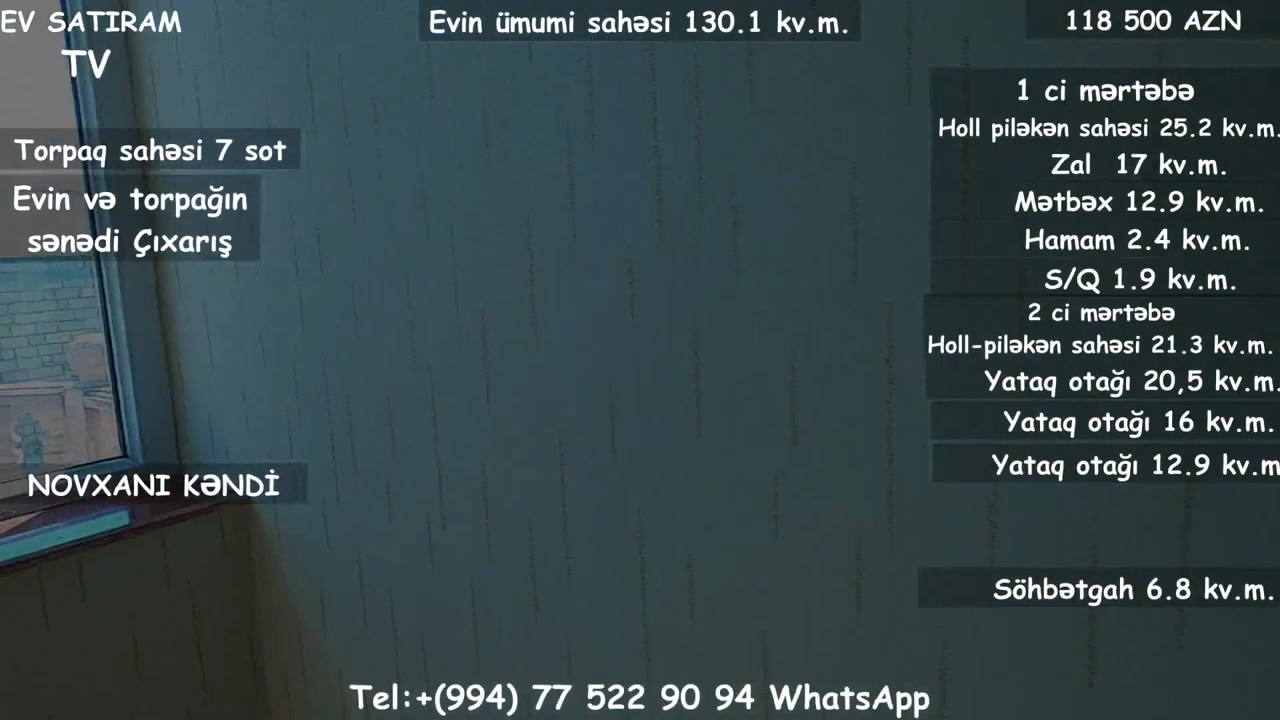 EV SATIRAM
TV
Evin ümumi sahəsi 130.1 kv.m.
118 500 AZN
Torpaq sahəsi 7 sot
Evin və torpağın
sənədi Çıxarış
NOVXANI KƏNDİ
1 ci mərtəbə
Holl piləkən sahəsi 25.2 kv.m.
Zal 17 kv.m.
Mətbəx 12.9 kv.m.
Hamam 2.4 kv.m.
S/Q 1.9 kv.m.
2 ci mərtəbə
Holl-piləkən sahəsi 21.3 kv.m.
Yataq otağı 20,5 kv.m.
Yataq otağı 16 kv.m.
Yataq otağı 12.9 kv.m
Söhbətgah 6.8 kv.m.
Tel:+(994) 77 522 90 94 WhatsApp